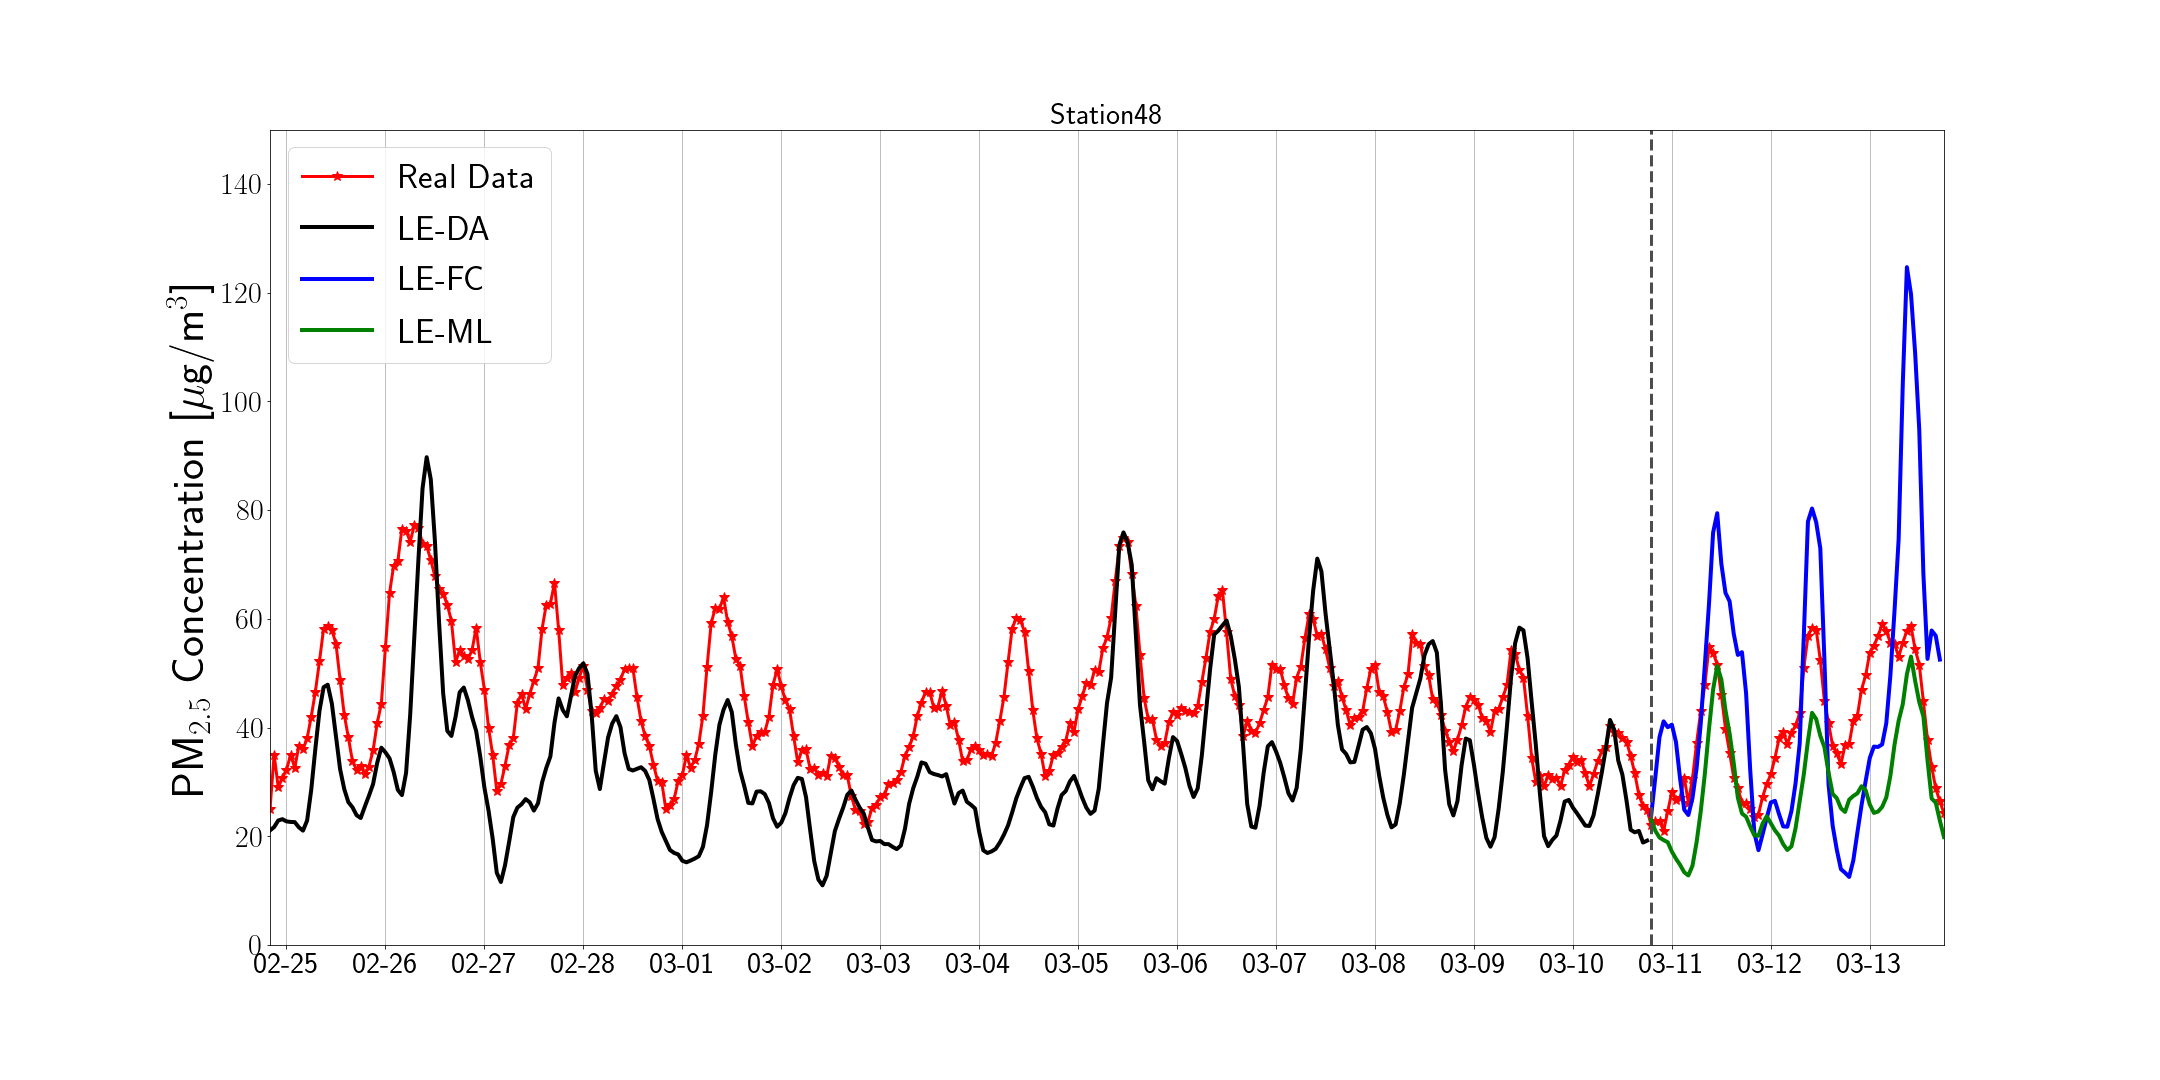 Station48
Real Data
LE-DA
LE-FC
LE-ML
PM2.5 Concentration [μg/m3]
140
120
100
80
60
40
20
0
02-25 02-26 02-27 02-28 03-01 03-02 03-03 03-04 03-05 03-06 03-07 03-08 03-09 03-10 03-11 03-12 03-13